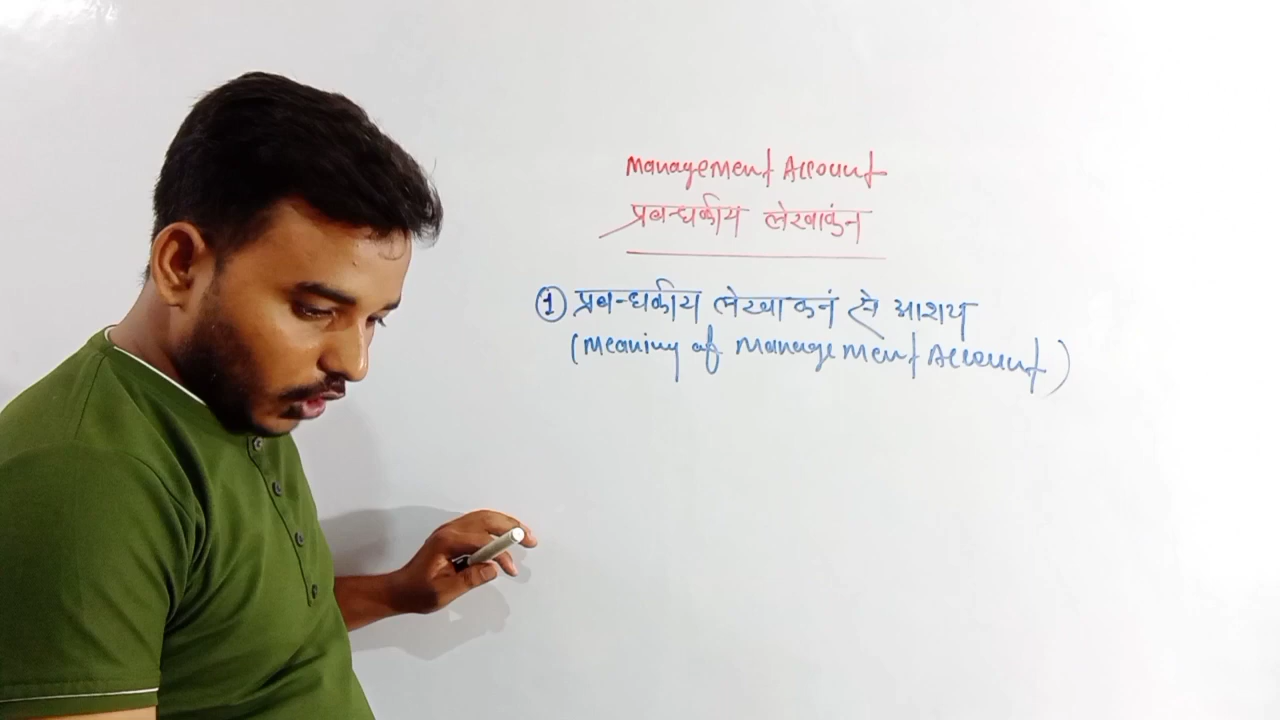 Management Account
प्रबन्धकीय लेखाकंन
① प्रबन्धकीय लेखाकनं से आशय
(Meaning of Management Account)